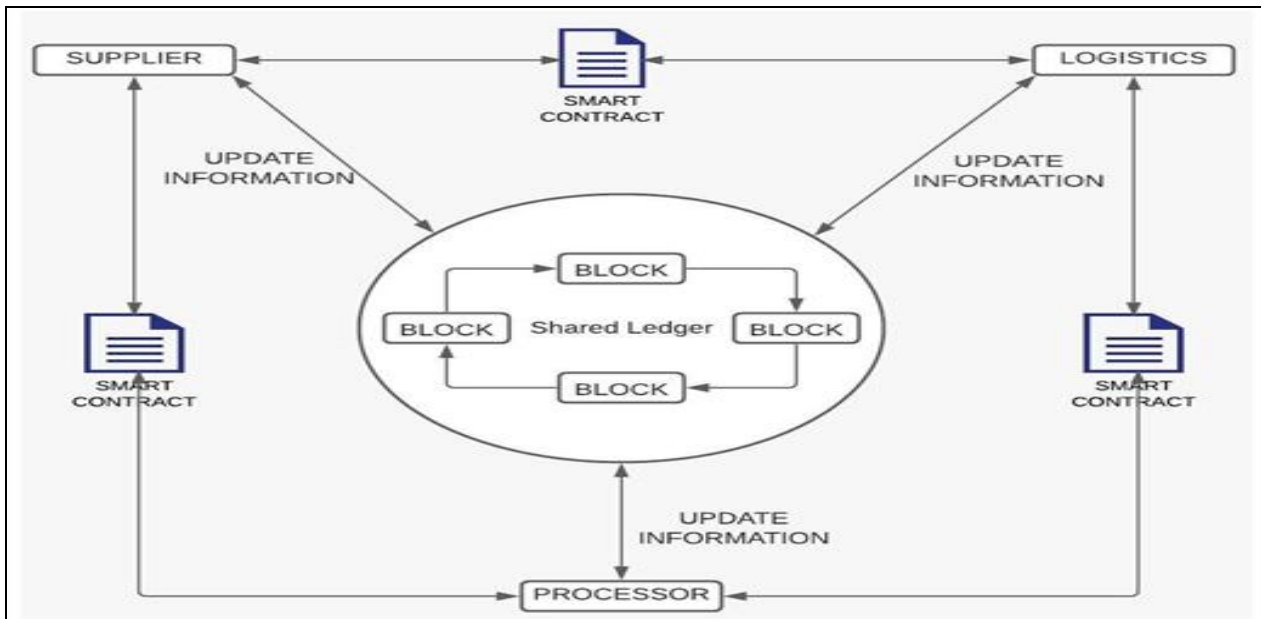 SUPPLIER
LOGISTICS
SMART
CONTRACT
UPDATE
INFORMATION
UPDATE
INFORMATION
BLOCK
BLOCK
Shared Ledger
BLOCK
BLOCK
SMART
CONTRACT
SMART
CONTRACT
UPDATE
INFORMATION
PROCESSOR